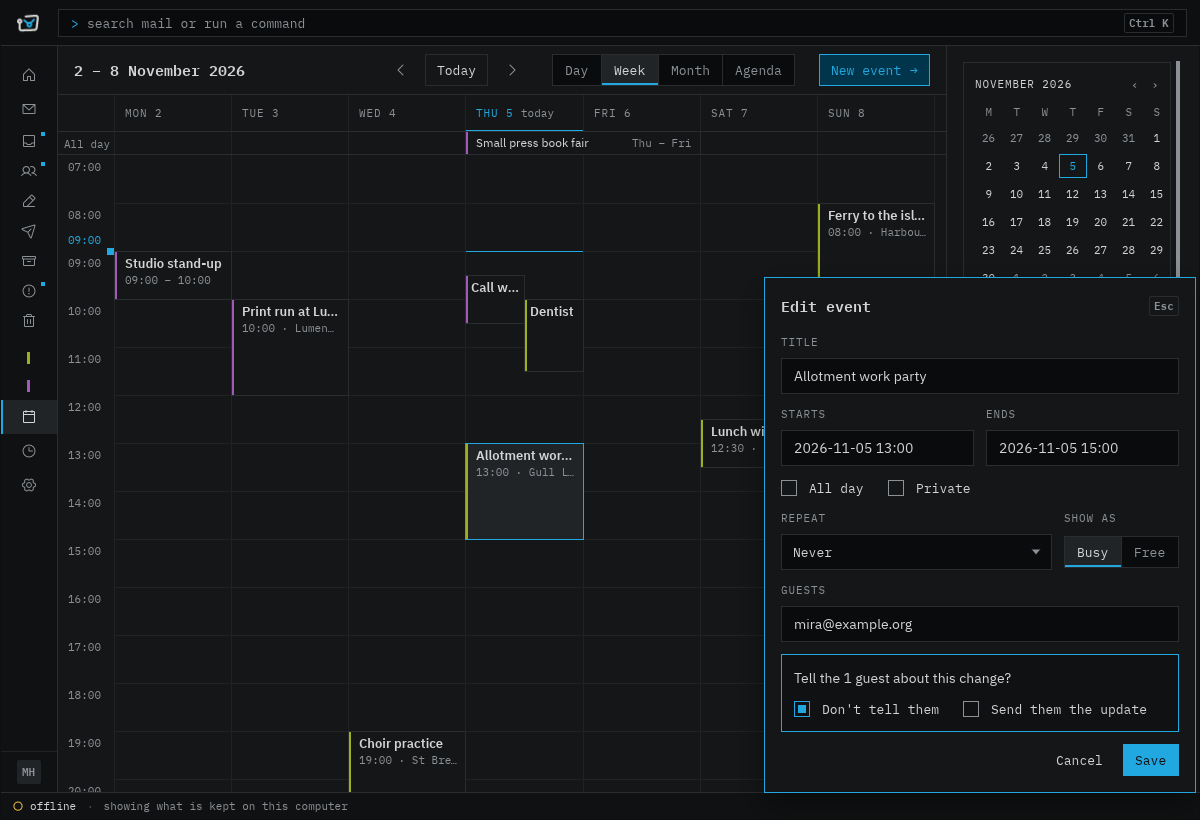 > search mail or run a command
Ctrl K
2 – 8 November 2026
Today
Day
Week
Month
Agenda
New event →
MON 2
TUE 3
WED 4
THU 5 today
FRI 6
SAT 7
SUN 8
All day
Small press book fair
Thu – Fri
07:00
08:00
09:00
09:00
10:00
11:00
12:00
13:00
14:00
15:00
16:00
17:00
18:00
19:00
20:00
Studio stand-up
09:00 – 10:00
Print run at Lu…
10:00 · Lumen…
Choir practice
19:00 · St Bre…
Call w…
Dentist
Allotment wor…
13:00 · Gull L…
Lunch wi
12:30 ·
Ferry to the isl…
08:00 · Harbou…
NOVEMBER 2026
‹ ›
M T W T F S S
26 27 28 29 30 31 1
2 3 4 5 6 7 8
9 10 11 12 13 14 15
16 17 18 19 20 21 22
23 24 25 26 27 28 29
30 1 2 3 4 5 6
Edit event
Esc
TITLE
Allotment work party
STARTS
ENDS
2026-11-05 13:00
2026-11-05 15:00
All day
Private
REPEAT
SHOW AS
Never
Busy
Free
GUESTS
mira@example.org
Tell the 1 guest about this change?
Don't tell them
Send them the update
Cancel
Save
MH
offline · showing what is kept on this computer